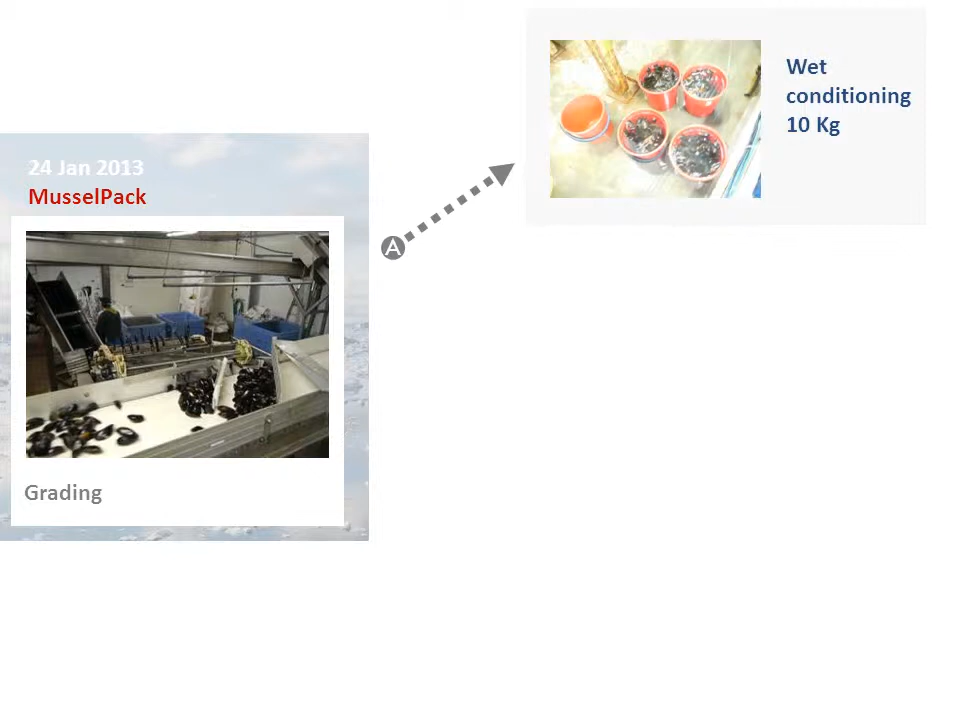 24 Jan 2013
MusselPack
Grading
A
Wet
conditioning
10 Kg